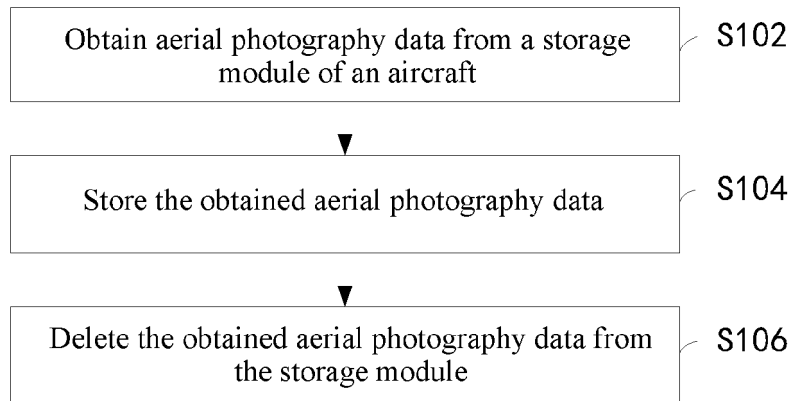 Obtain aerial photography data from a storage
module of an aircraft
S102
Store the obtained aerial photography data
S104
Delete the obtained aerial photography data from
the storage module
S106